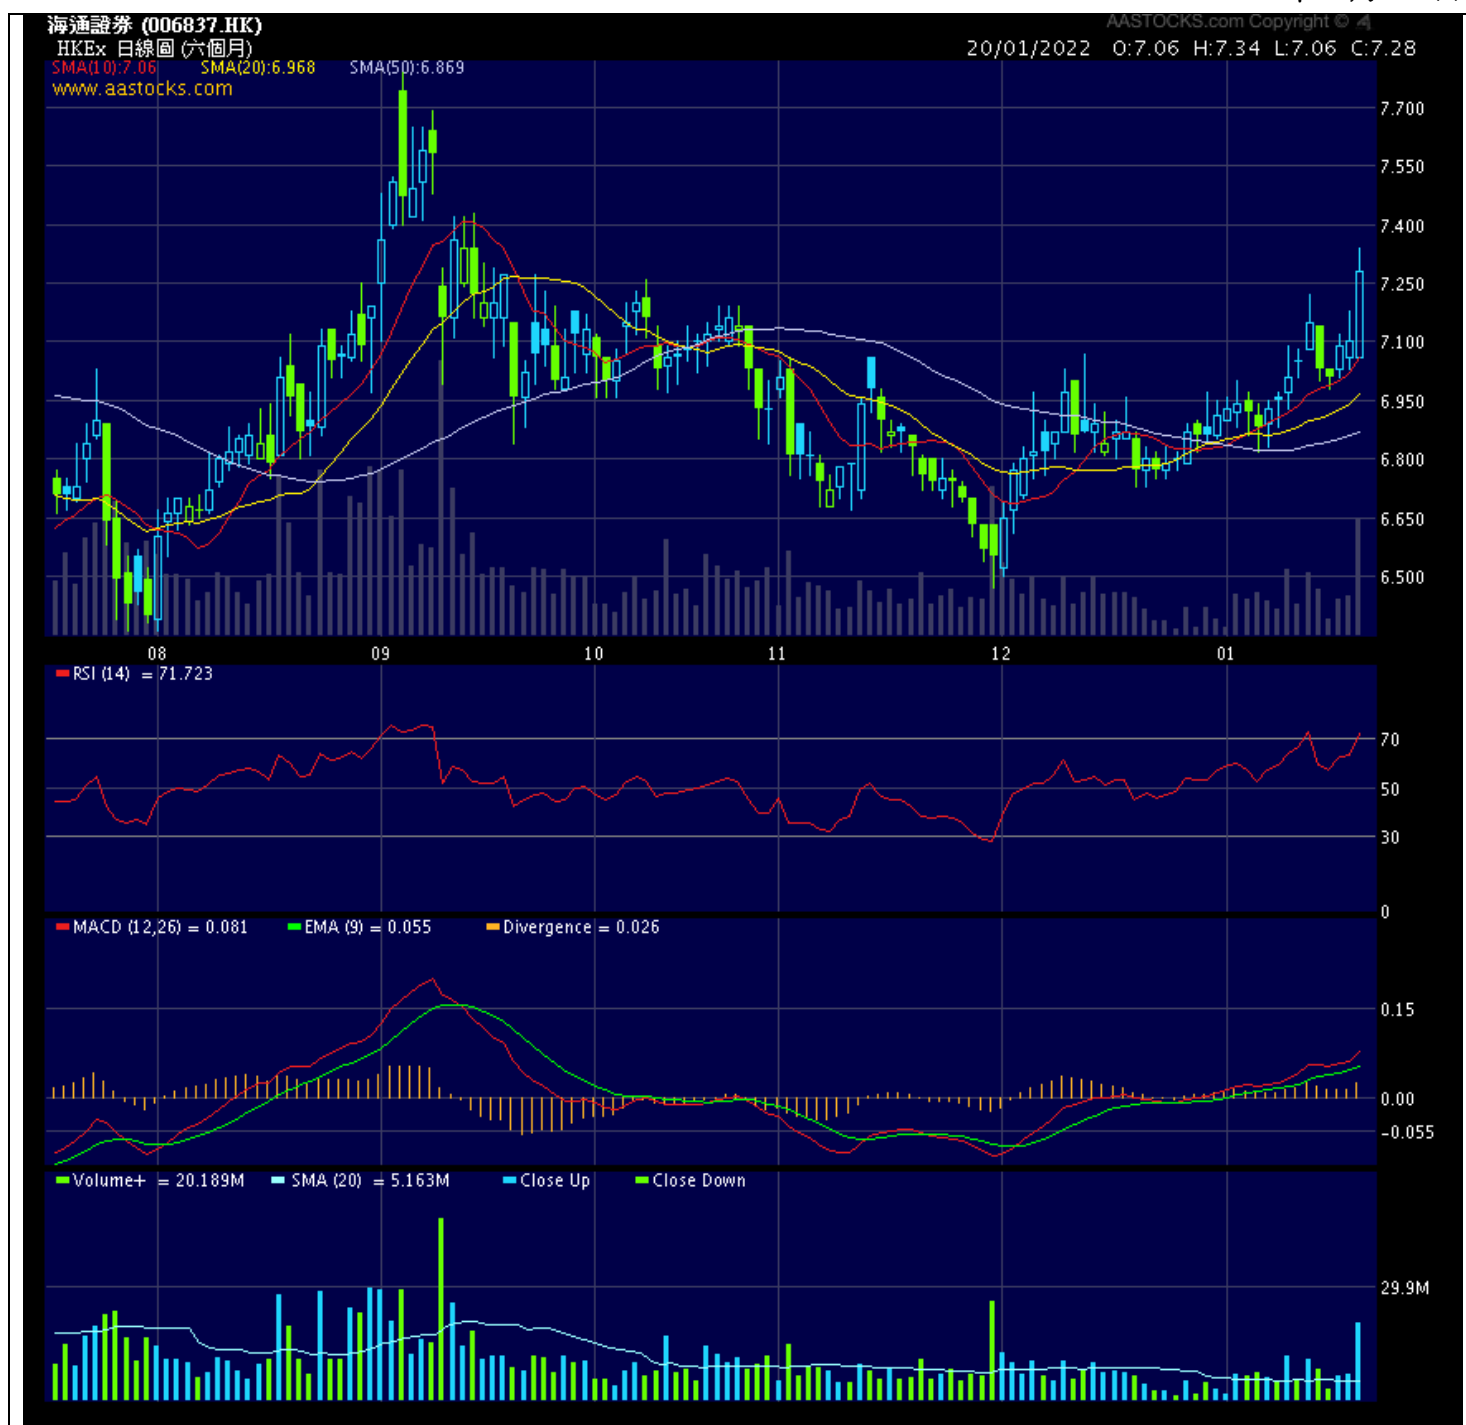 AASTOCKS.com Copyright ©
海通證券 (006837.HK)
HKEx 日線圖 (六個月)
20/01/2022 O:7.06 H:7.34 L:7.06 C:7.28
SMA(10):7.06 SMA(20):6.968 SMA(50):6.869
www.aastocks.com
7.700
7.550
7.400
7.250
7.100
6.950
6.800
6.650
6.500
08 09 10 11 12 01
RSI (14) = 71.723
70
50
30
0
MACD (12,26) = 0.081 EMA (9) = 0.055 Divergence = 0.026
0.15
0.00
-0.055
Volume+ = 20.189M SMA (20) = 5.163M Close Up Close Down
29.9M